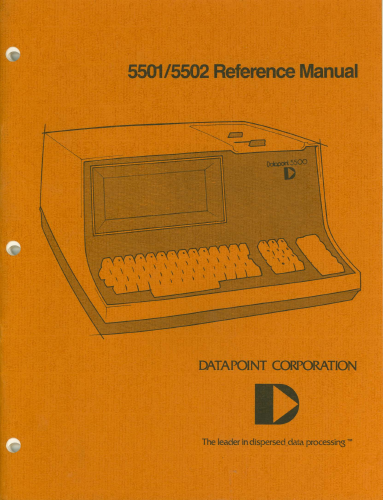 5501/5502 Reference Manual
Datapoint 5500
D
DATAPOINT CORPORATION
D
The leader in dispersed data processing™